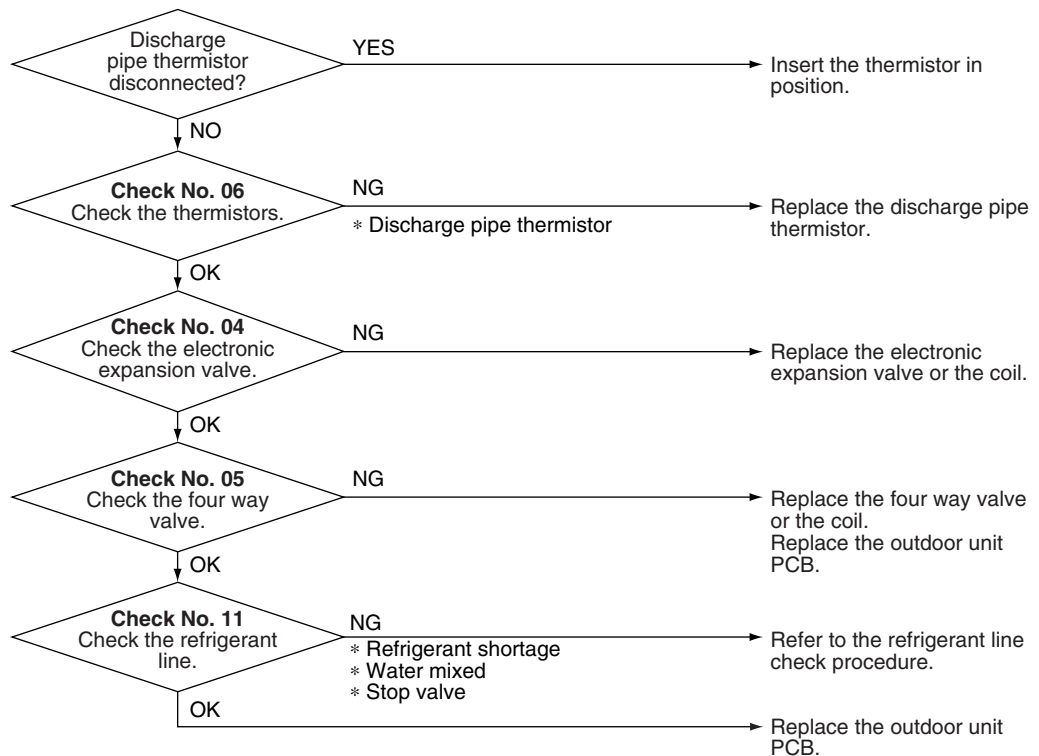 Discharge
pipe thermistor
disconnected?
YES
Insert the thermistor in
position.
NO
Check No. 06
Check the thermistors.
NG
* Discharge pipe thermistor
Replace the discharge pipe
thermistor.
OK
Check No. 04
Check the electronic
expansion valve.
NG
Replace the electronic
expansion valve or the coil.
OK
Check No. 05
Check the four way
valve.
NG
Replace the four way valve
or the coil.
Replace the outdoor unit
PCB.
OK
Check No. 11
Check the refrigerant
line.
NG
* Refrigerant shortage
* Water mixed
* Stop valve
Refer to the refrigerant line
check procedure.
OK
Replace the outdoor unit
PCB.